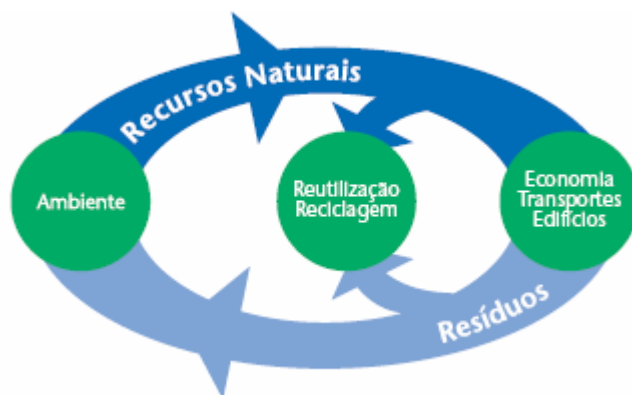 Recursos Naturais
Ambiente
Reutilização
Reciclagem
Economia
Transportes
Edifícios
Resíduos